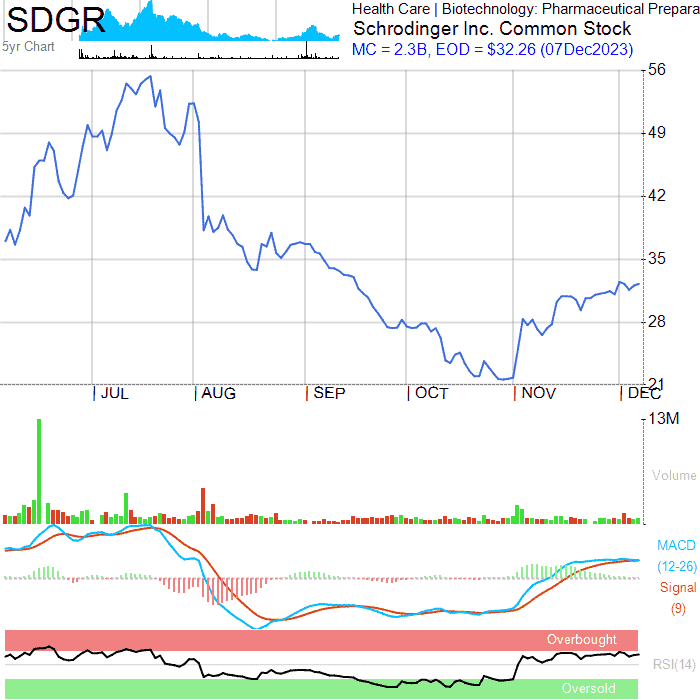 SDGR
5yr Chart
Health Care | Biotechnology: Pharmaceutical Prepara
Schrodinger Inc. Common Stock
MC = 2.3B, EOD = $32.26 (07Dec2023)
56
49
42
35
28
21
JUL
AUG
SEP
OCT
NOV
DEC
13M
Volume
MACD
(12-26)
Signal
(9)
Overbought
RSI(14)
Oversold